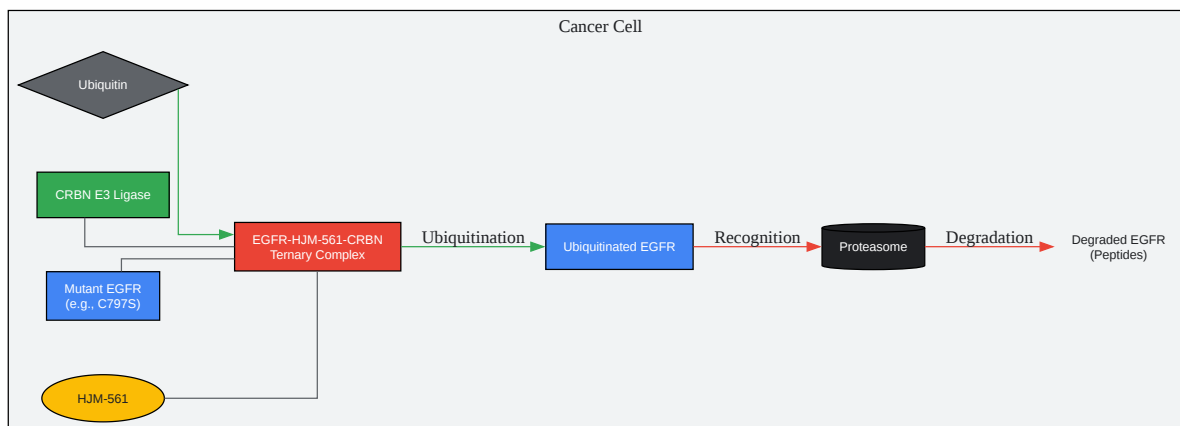 Cancer Cell
Ubiquitin
CRBN E3 Ligase
EGFR-HJM-561-CRBN
Ternary Complex
Ubiquitination
Ubiquitinated EGFR
Recognition
Proteasome
Degradation
Degraded EGFR
(Peptides)
Mutant EGFR
(e.g., C797S)
HJM-561